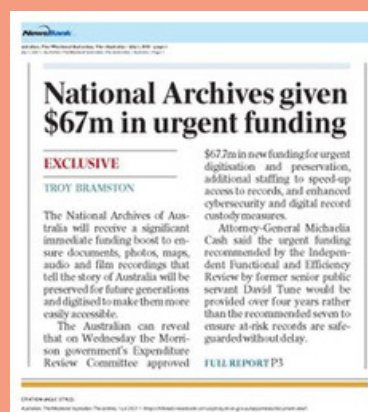 NewsBank
National Archives given
$67m in urgent funding
EXCLUSIVE
TROY BRAMSTON
The National Archives of Aus-
tralia will receive a significant
immediate funding boost to en-
sure documents, photos, maps,
audio and film recordings that
tell the story of Australia will be
preserved for future generations
and digitised to make them more
easily accessible.
The Australian can reveal
that on Wednesday the Morri-
son government's Expenditure
Review Committee approved
$67.7m in new funding for urgent
digitisation and preservation,
additional staffing to speed-up
access to records, and enhanced
cybersecurity and digital record
custody measures.
Attorney-General Michaelia
Cash said the urgent funding
recommended by the Indepen-
dent Functional and Efficiency
Review by former senior public
servant David Tune would be
provided over four years rather
than the recommended seven to
ensure at-risk records are safe-
guarded without delay.
FULL REPORT P3